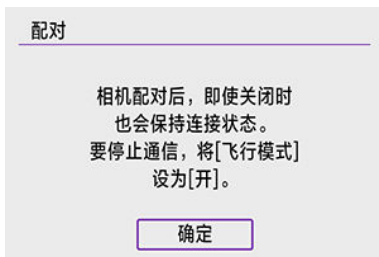 配对
相机配对后，即使关闭时
也会保持连接状态。
要停止通信，将[飞行模式]
设为[开]。
确定